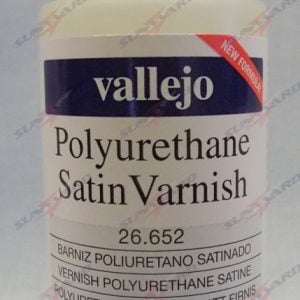 NEW FORMULA!
vallejo
Polyurethane
Satin Varnish
26.652
BARNIZ POLIURETANO SATINADO
VERNISH POLYURETHANE SATINE